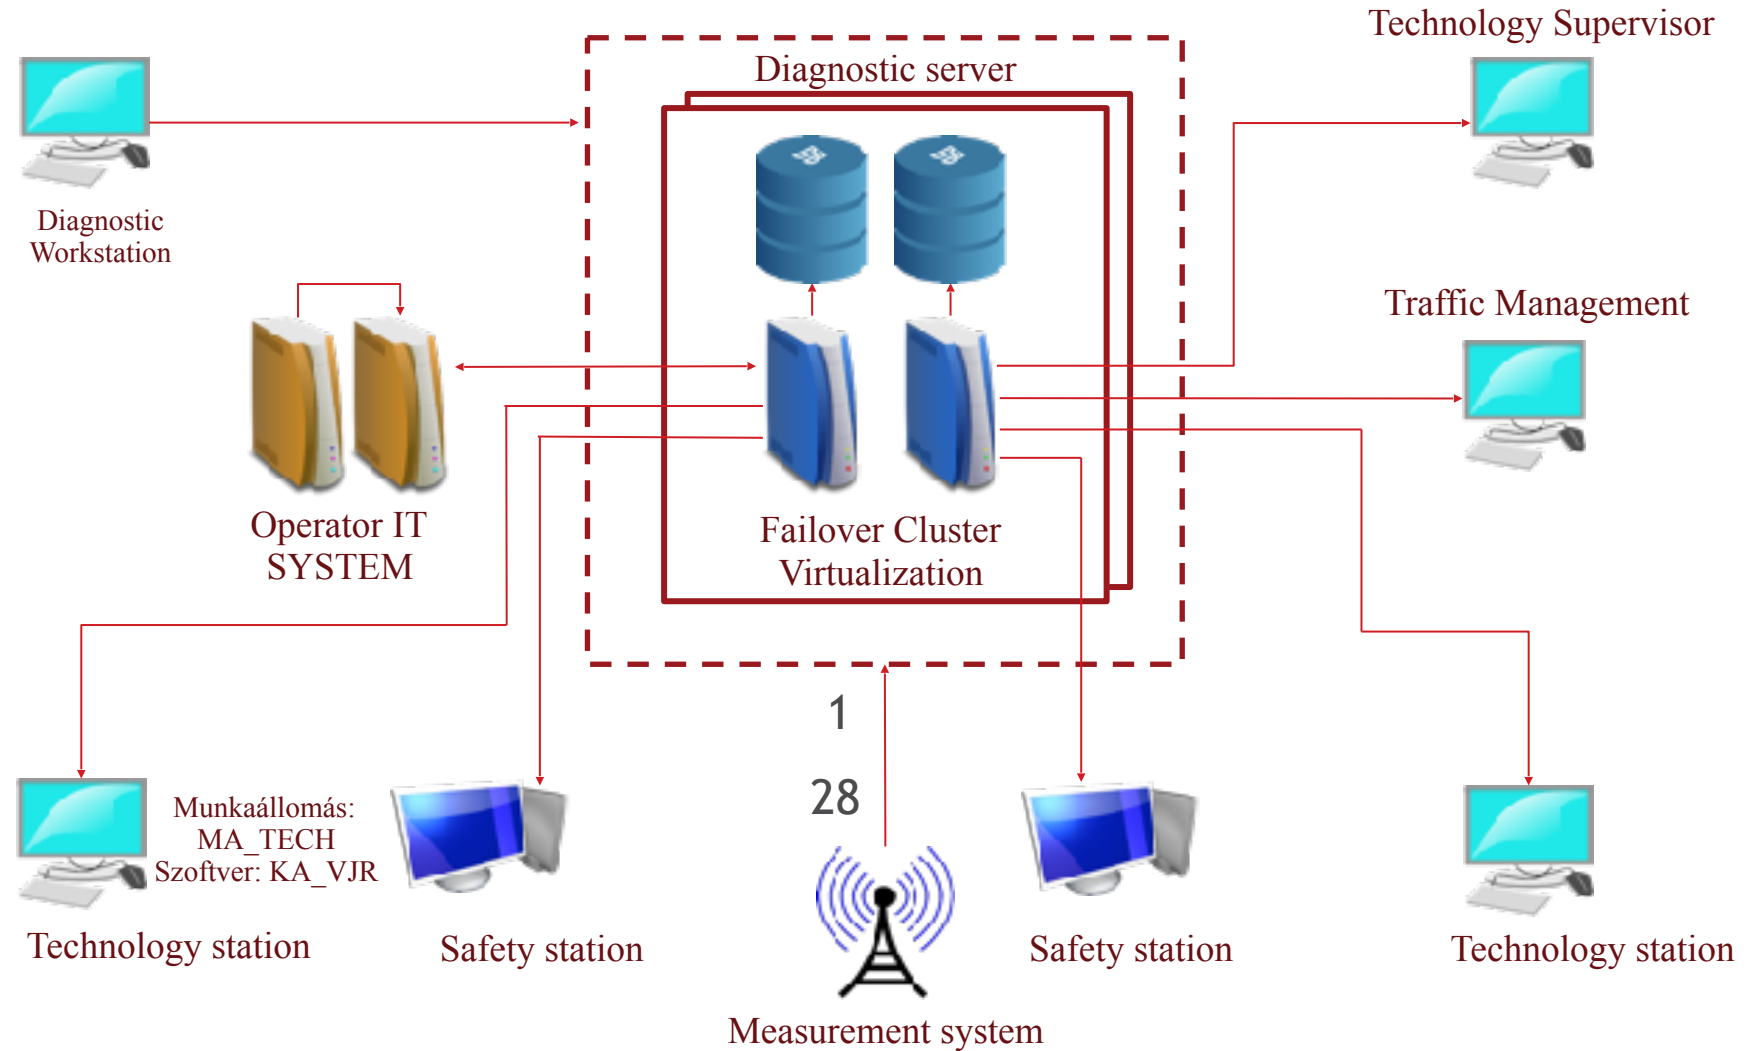 Technology Supervisor
Diagnostic server
Diagnostic
Workstation
Traffic Management
Operator IT
SYSTEM
Failover Cluster
Virtualization
1
28
Munkaállomás:
MA_TECH
Szoftver: KA_VJR
Technology station
Safety station
Safety station
Technology station
Measurement system